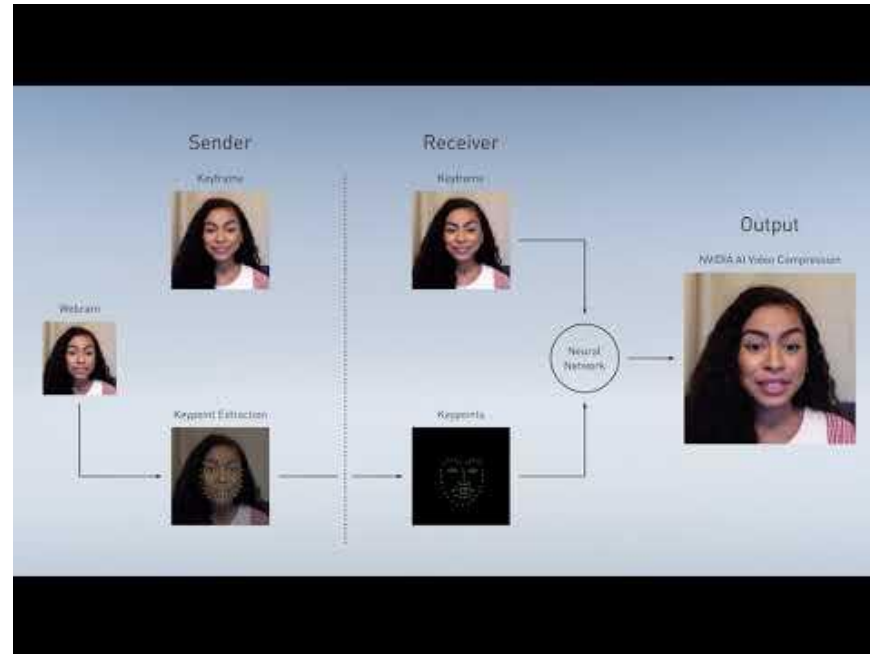 Sender
Receiver
Keyframe
Keyframe
Output
NVIDIA AI Video Compression
Webcam
Neural
Network
Keypoint Extraction
Keypoints